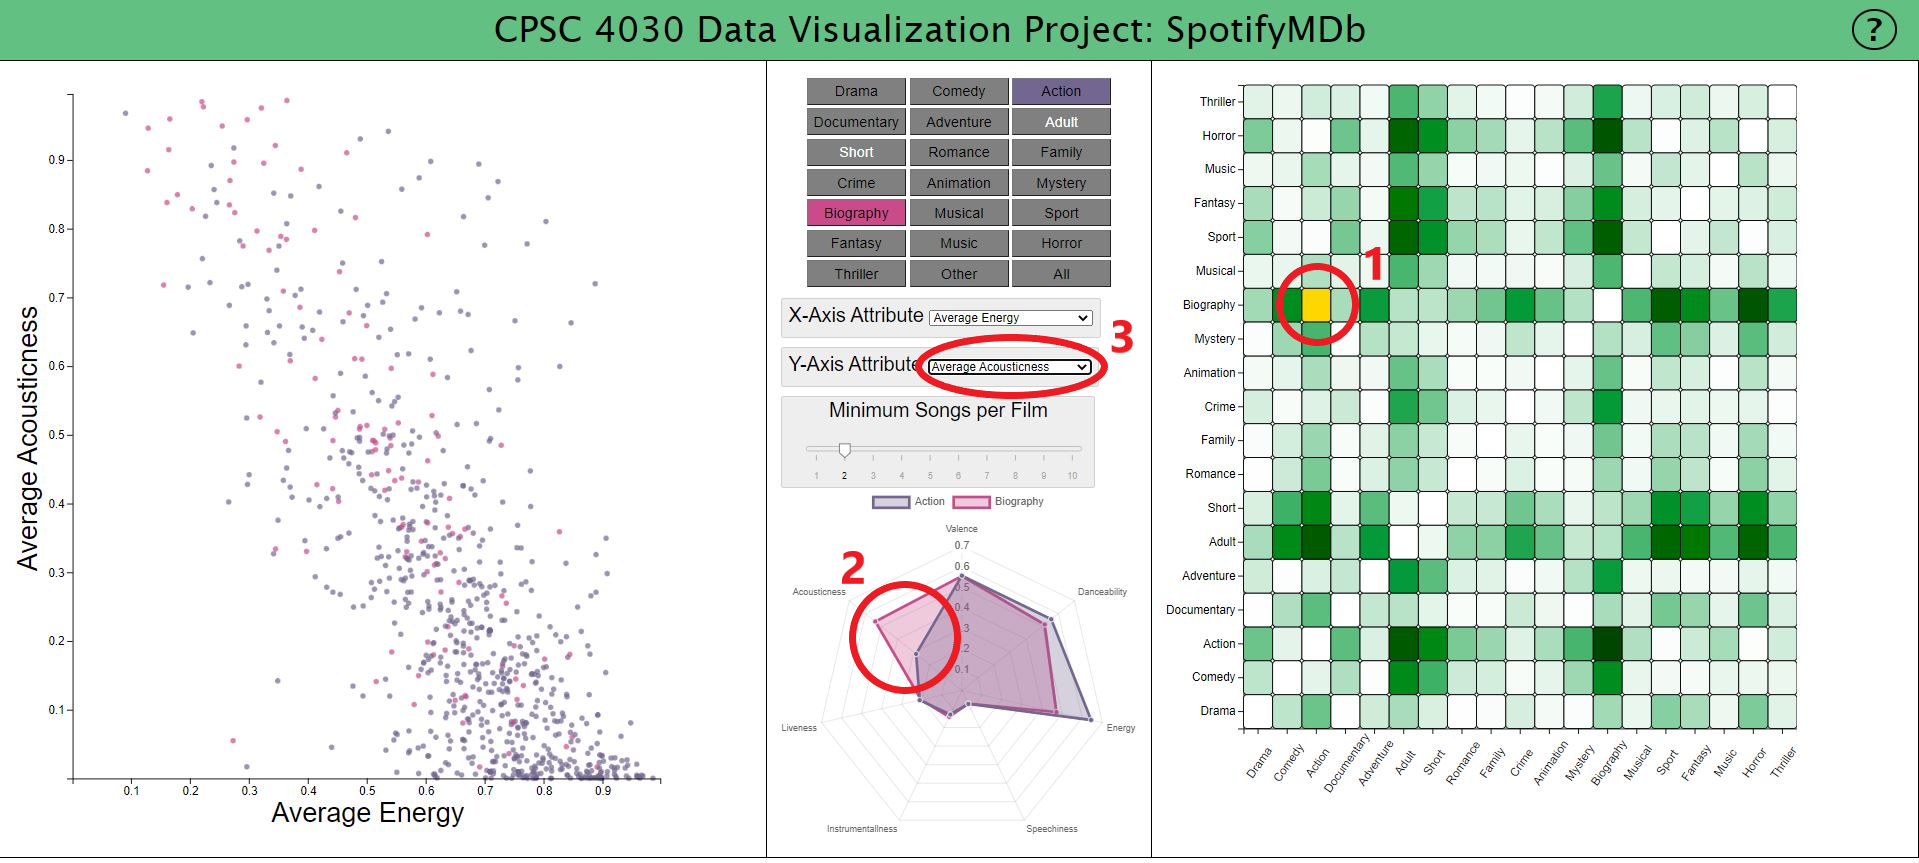 CPSC 4030 Data Visualization Project: SpotifyMDb
?
Average Acousticness
0.9
0.8
0.7
0.6
0.5
0.4
0.3
0.2
0.1
0.1 0.2 0.3 0.4 0.5 0.6 0.7 0.8 0.9
Average Energy
Drama Comedy Action
Documentary Adventure Adult
Short Romance Family
Crime Animation Mystery
Biography Musical Sport
Fantasy Music Horror
Thriller Other All
X-Axis Attribute Average Energy
3
Y-Axis Attribute Average Acousticness
Minimum Songs per Film
1 2 3 4 5 6 7 8 9 10
Action Biography
Valence
0.7
0.6
0.5
0.4
0.3
0.2
0.1
2
Acousticness
Danceability
Liveness
Energy
Instrumentallness
Speechiness
1
Thriller
Horror
Music
Fantasy
Sport
Musical
Biography
Mystery
Animation
Crime
Family
Romance
Short
Adult
Adventure
Documentary
Action
Comedy
Drama
Drama Comedy Action Documentary Adventure Adult Short Romance Family Crime Animation Mystery Biography Musical Sport Fantasy Music Horror Thriller